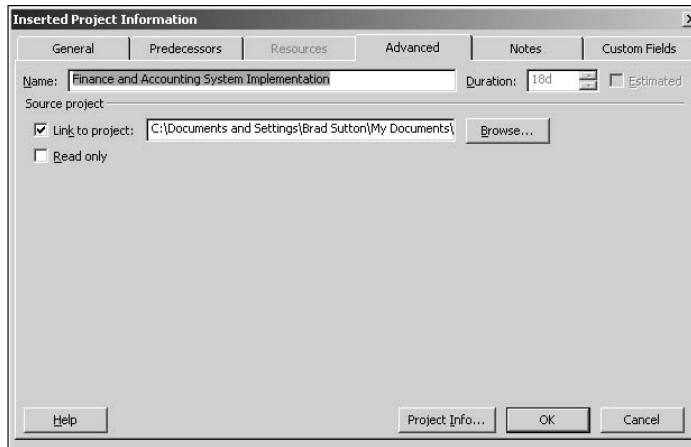 Inserted Project Information
General Predecessors Resources Advanced Notes Custom Fields
Name: Finance and Accounting System Implementation Duration: 18d Estimated
Source project
Link to project: C:\Documents and Settings\Brad Sutton\My Documents\ Browse...
Read only
Help Project Info... OK Cancel